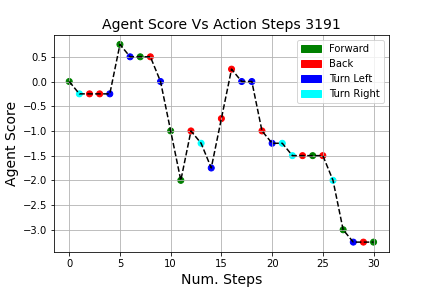 Agent Score Vs Action Steps 3191
Forward
Back
Turn Left
Turn Right
Agent Score
0.5
0.0
−0.5
−1.0
−1.5
−2.0
−2.5
−3.0
0 5 10 15 20 25 30
Num. Steps